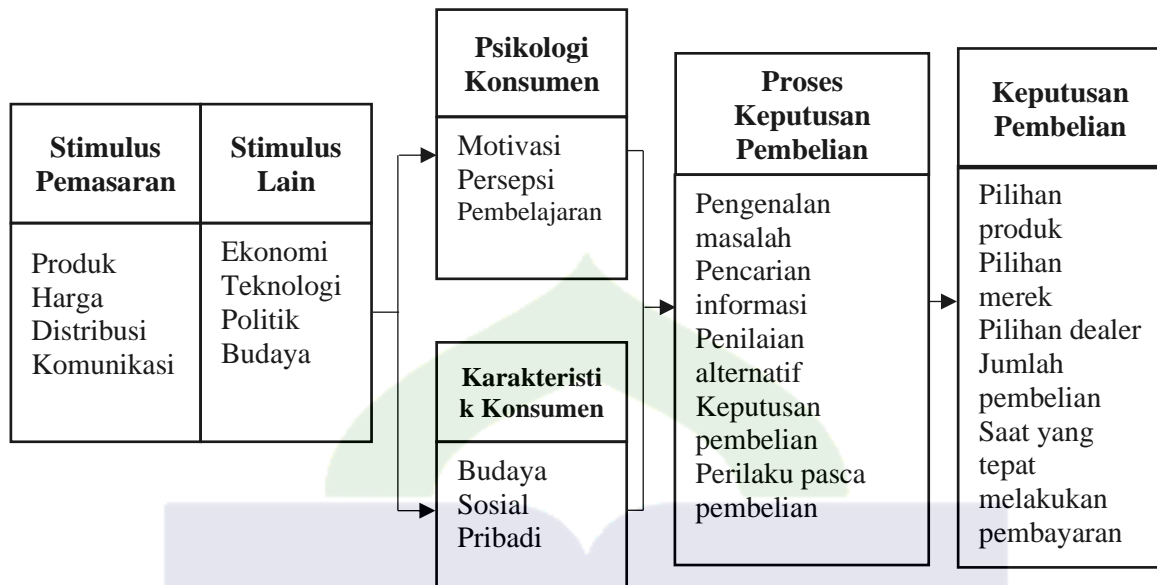 Stimulus
Pemasaran
Produk
Harga
Distribusi
Komunikasi
Stimulus
Lain
Ekonomi
Teknologi
Politik
Budaya
Psikologi
Konsumen
Motivasi
Persepsi
Pembelajaran
Karakteristi
k Konsumen
Budaya
Sosial
Pribadi
Proses
Keputusan
Pembelian
Pengenalan
masalah
Pencarian
informasi
Penilaian
alternatif
Keputusan
pembelian
Perilaku pasca
pembelian
Keputusan
Pembelian
Pilihan
produk
Pilihan
merek
Pilihan dealer
Jumlah
pembelian
Saat yang
tepat
melakukan
pembayaran